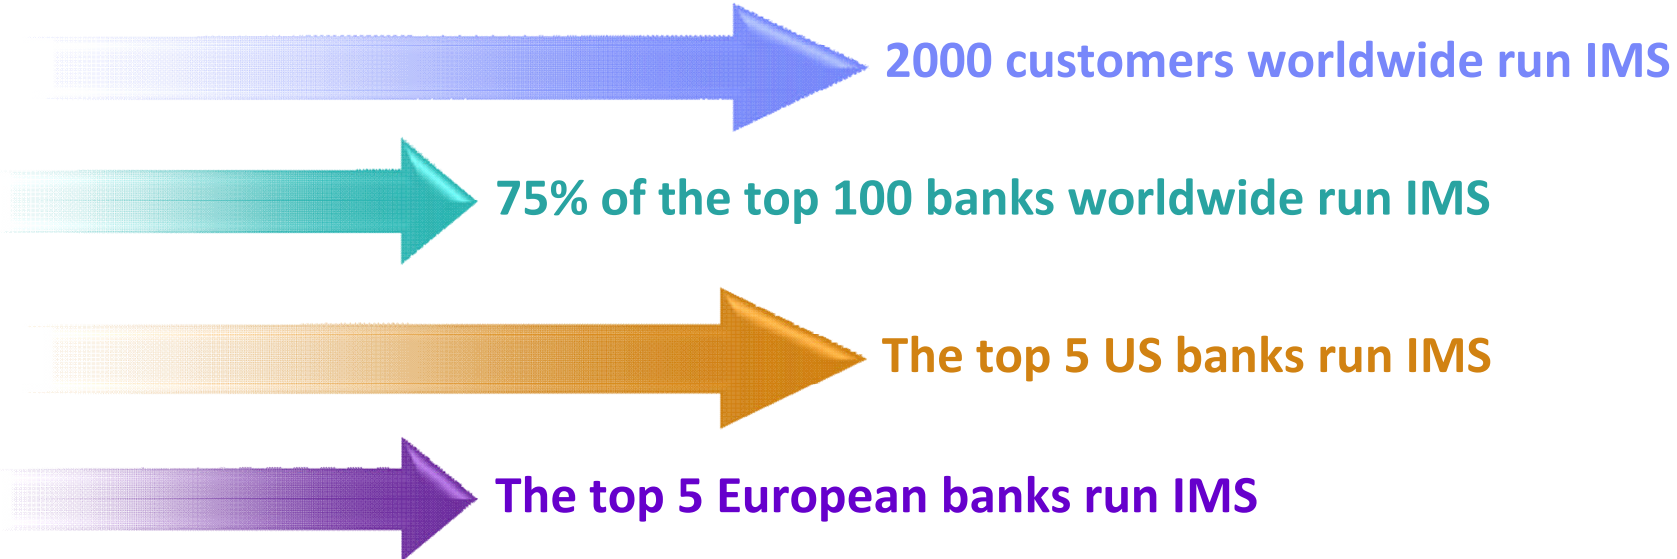 2000 customers worldwide run IMS
75% of the top 100 banks worldwide run IMS
The top 5 US banks run IMS
The top 5 European banks run IMS